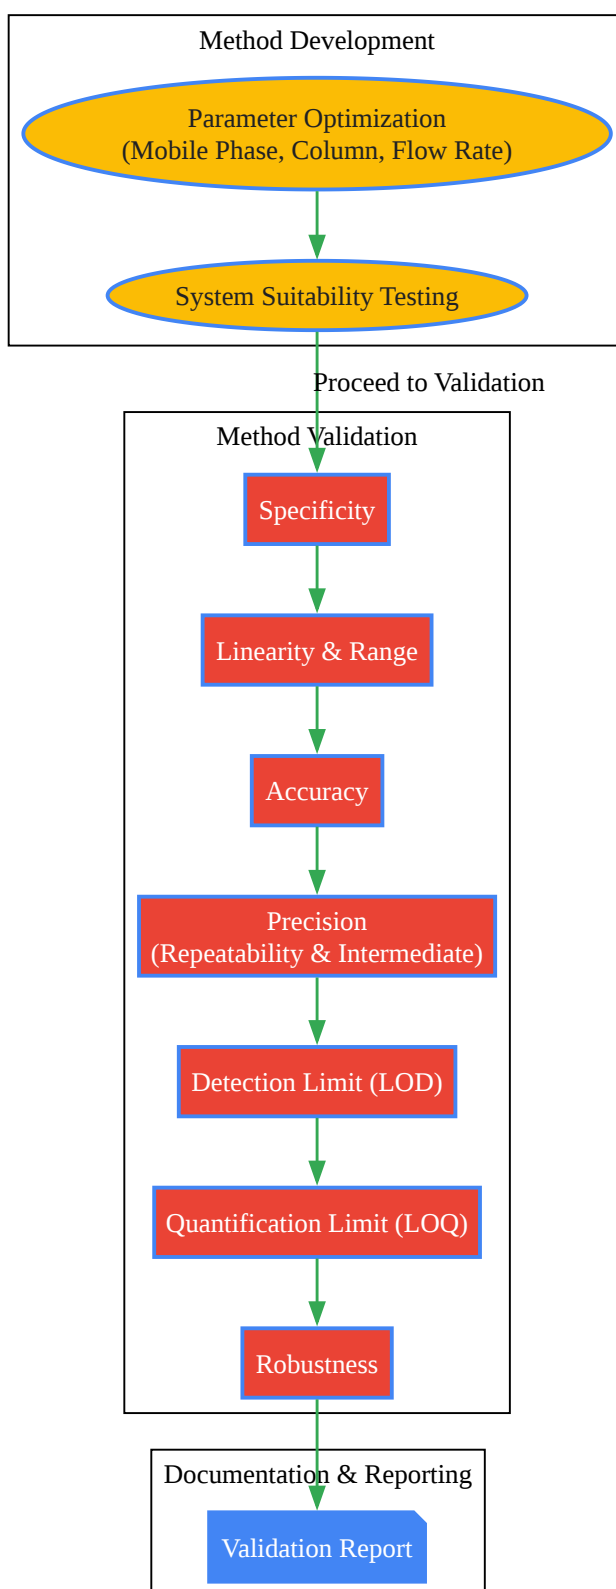 Method Development
Parameter Optimization
(Mobile Phase, Column, Flow Rate)
System Suitability Testing
Proceed to Validation
Method Validation
Specificity
Linearity & Range
Accuracy
Precision
(Repeatability & Intermediate)
Detection Limit (LOD)
Quantification Limit (LOQ)
Robustness
Documentation & Reporting
Validation Report